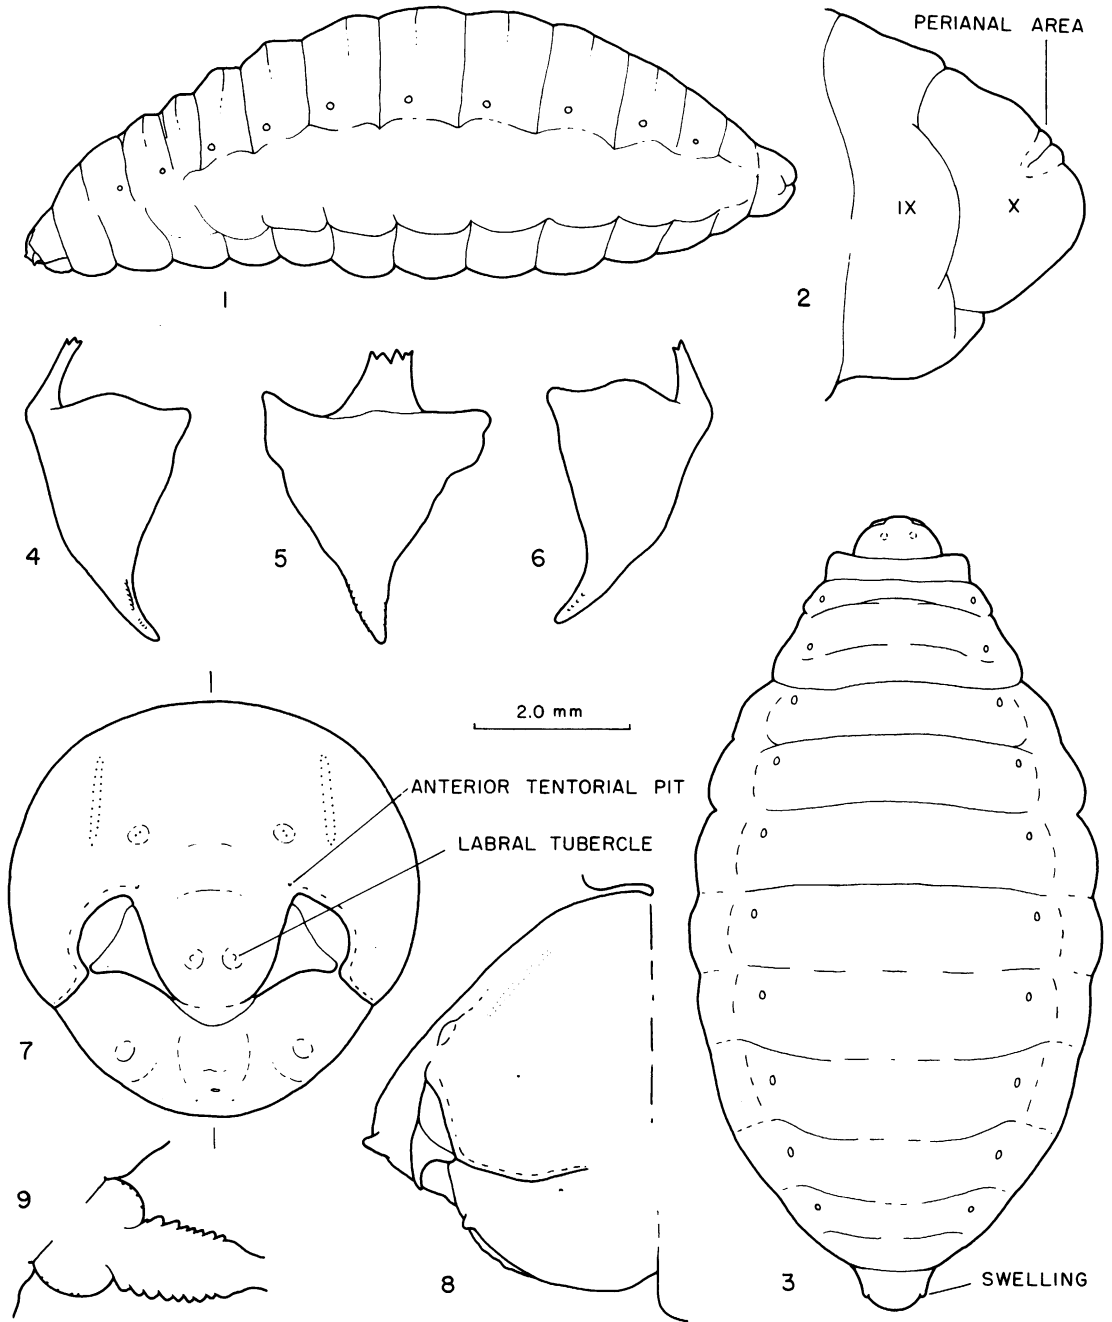 PERIANAL AREA
IX
X
1
2
4
5
6
2.0 mm
ANTERIOR TENTORIAL PIT
LABRAL TUBERCLE
7
9
8
3
SWELLING